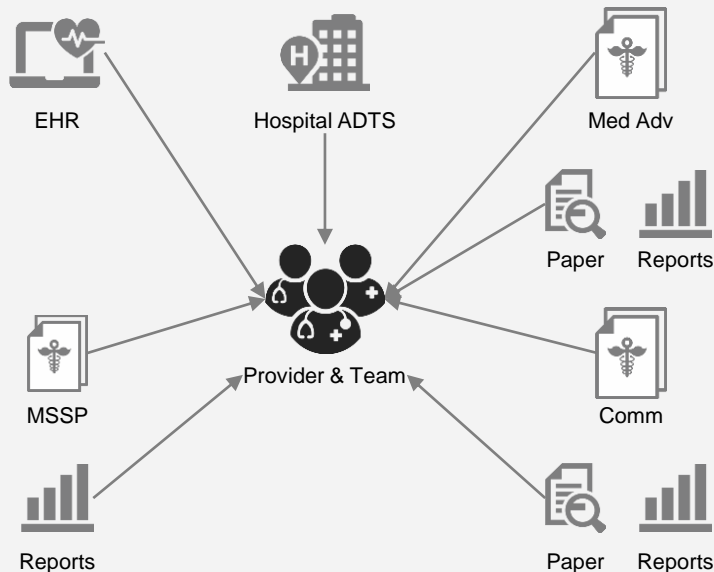 EHR
Hospital ADTS
Med Adv
H
Paper
Reports
Provider & Team
MSSP
Comm
Reports
Paper
Reports